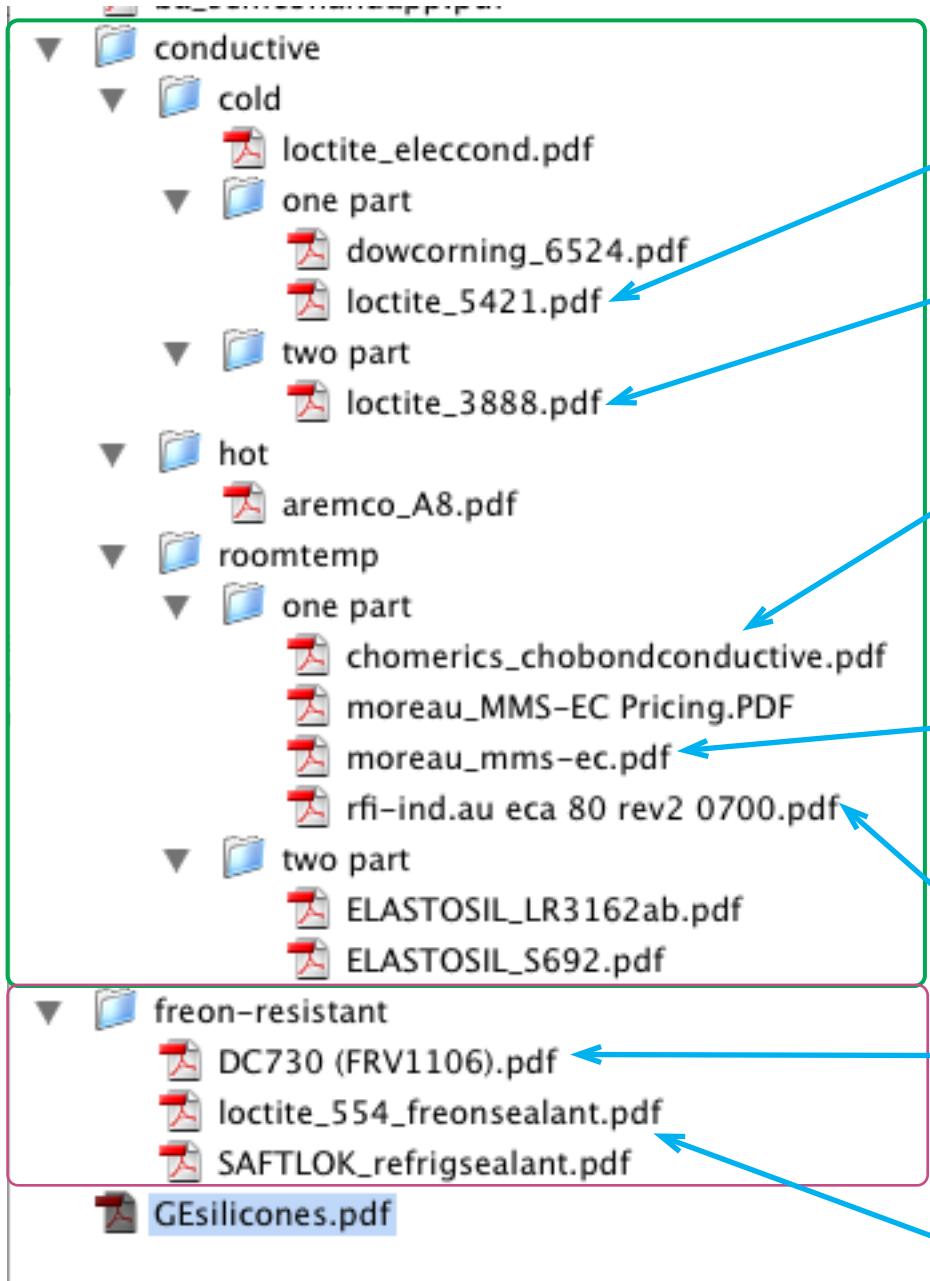 conductive
cold
loctite_eleccond.pdf
one part
dowcorning_6524.pdf
loctite_5421.pdf
two part
loctite_3888.pdf
hot
aremco_A8.pdf
roomtemp
one part
chomerics_chobondconductive.pdf
moreau_MMS-EC Pricing.PDF
moreau_mms-ec.pdf
rfi-ind.au eca 80 rev2 0700.pdf
two part
ELASTOSIL_LR3162ab.pdf
ELASTOSIL_S692.pdf
freon-resistant
DC730 (FRV1106).pdf
loctite_554_freonsealant.pdf
SAFTLOK_refrigsealant.pdf
GEsilicones.pdf